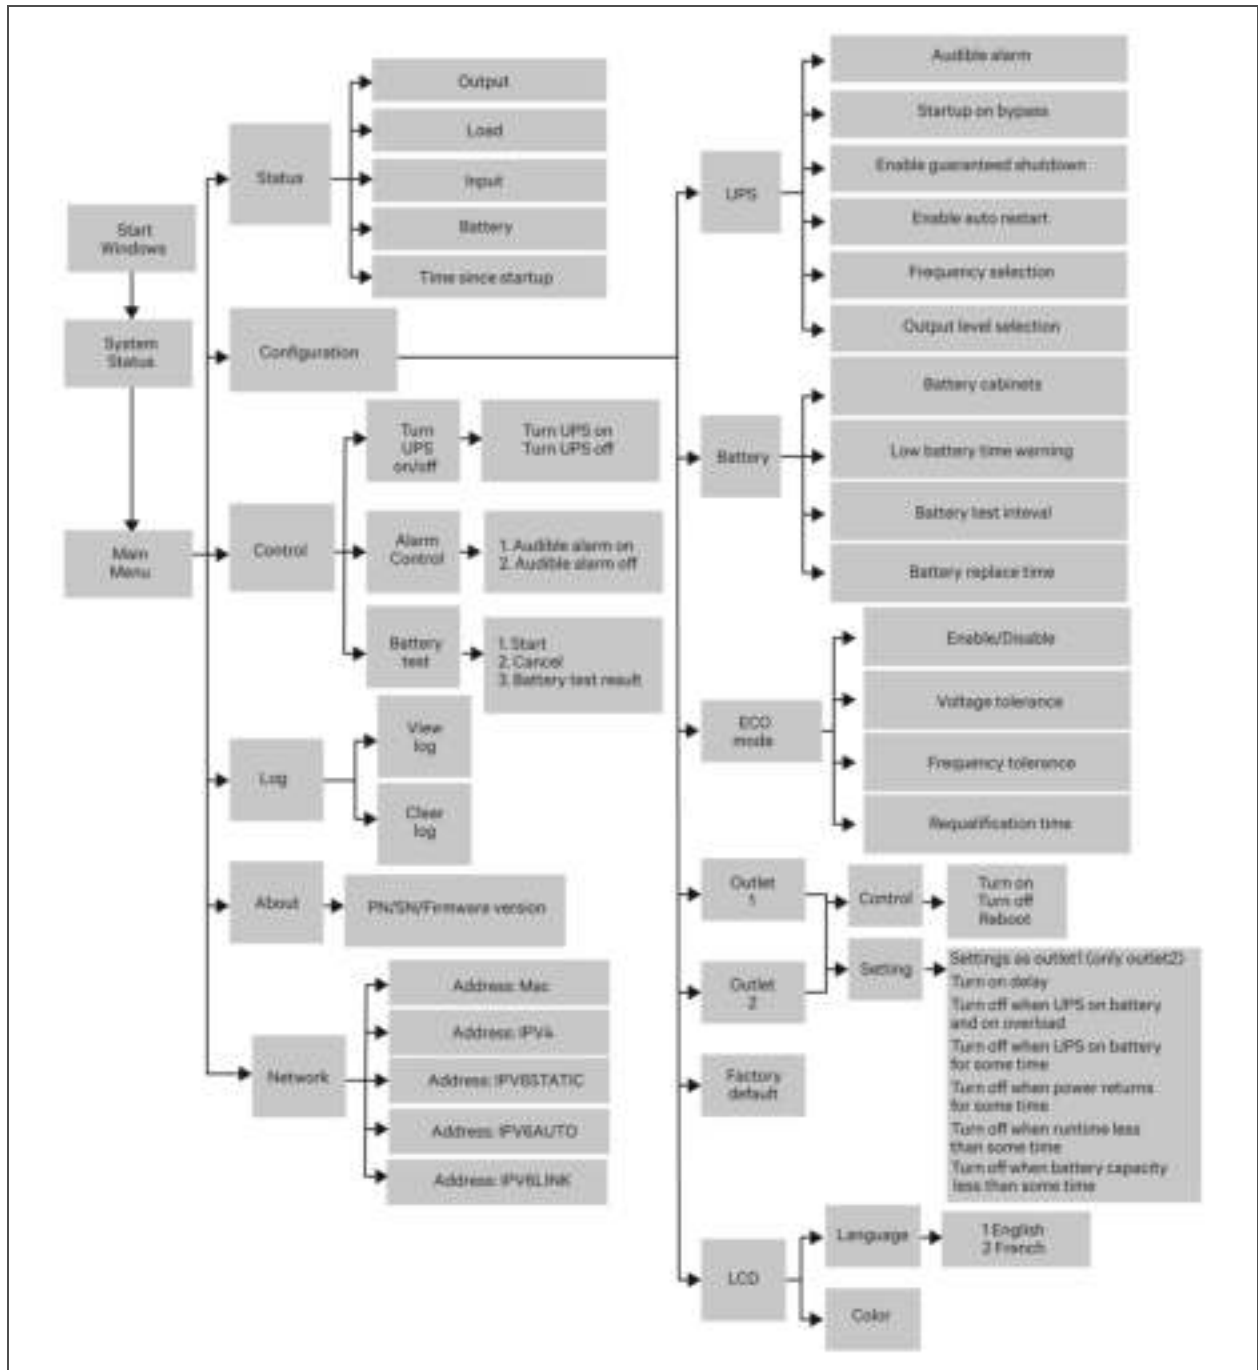 Start
Windows
System
Status
Main
Menu
Status
Output
Load
Input
Battery
Time since startup
Configuration
Control
Turn
UPS
on/off
Turn UPS on
Turn UPS off
Alarm
Control
1. Audible alarm on
2. Audible alarm off
Battery
test
1. Start
2. Cancel
3. Battery test result
Log
View
log
Clear
log
About
PN/SN/Firmware version
Network
Address: Mac
Address: IPV4
Address: IPV6STATIC
Address: IPV6AUTO
Address: IPV6LINK
UPS
Audible alarm
Startup on bypass
Enable guaranteed shutdown
Enable auto restart
Frequency selection
Output level selection
Battery
Battery cabinets
Low battery time warning
Battery test inteval
Battery replace time
ECO
mode
Enable/Disable
Voltage tolerance
Frequency tolerence
Requalification time
Outlet
1
Outlet
2
Control
Turn on
Turn off
Reboot
Setting
Settings as outlet1 (only outlet2)
Turn on delay
Turn off when UPS on battery
and on overload
Turn off when UPS on battery
for some time
Turn off when power returns
for some time
Turn off when runtime less
than some time
Turn off when battery capacity
less than some time
Factory
default
LCD
Language
1 English
2 French
Color